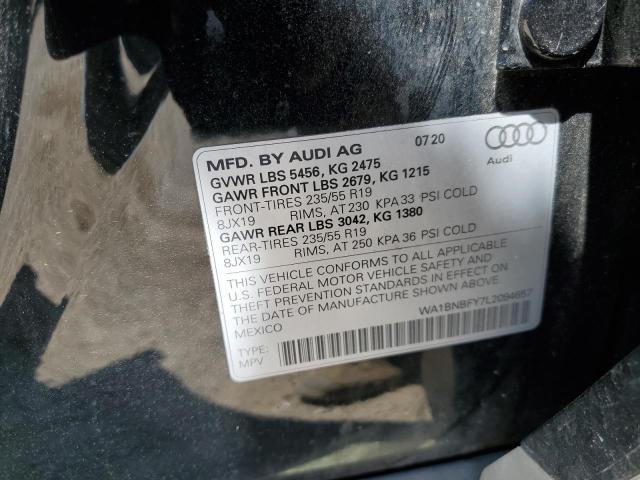 MFD. BY AUDI AG 07 20
GVWR LBS 5456, KG 2475
GAWR FRONT LBS 2679, KG 1215
FRONT-TIRES 235/55 R19
8JX19 RIMS, AT 230 KPA 33 PSI COLD
GAWR REAR LBS 3042, KG 1380
REAR-TIRES 235/55 R19
8JX19 RIMS, AT 250 KPA 36 PSI COLD
THIS VEHICLE CONFORMS TO ALL APPLICABLE
U.S. FEDERAL MOTOR VEHICLE SAFETY AND
THEFT PREVENTION STANDARDS IN EFFECT ON
THE DATE OF MANUFACTURE SHOWN ABOVE.
MEXICO
WA1BNBFY7L2094657
TYPE:
MPV
Audi